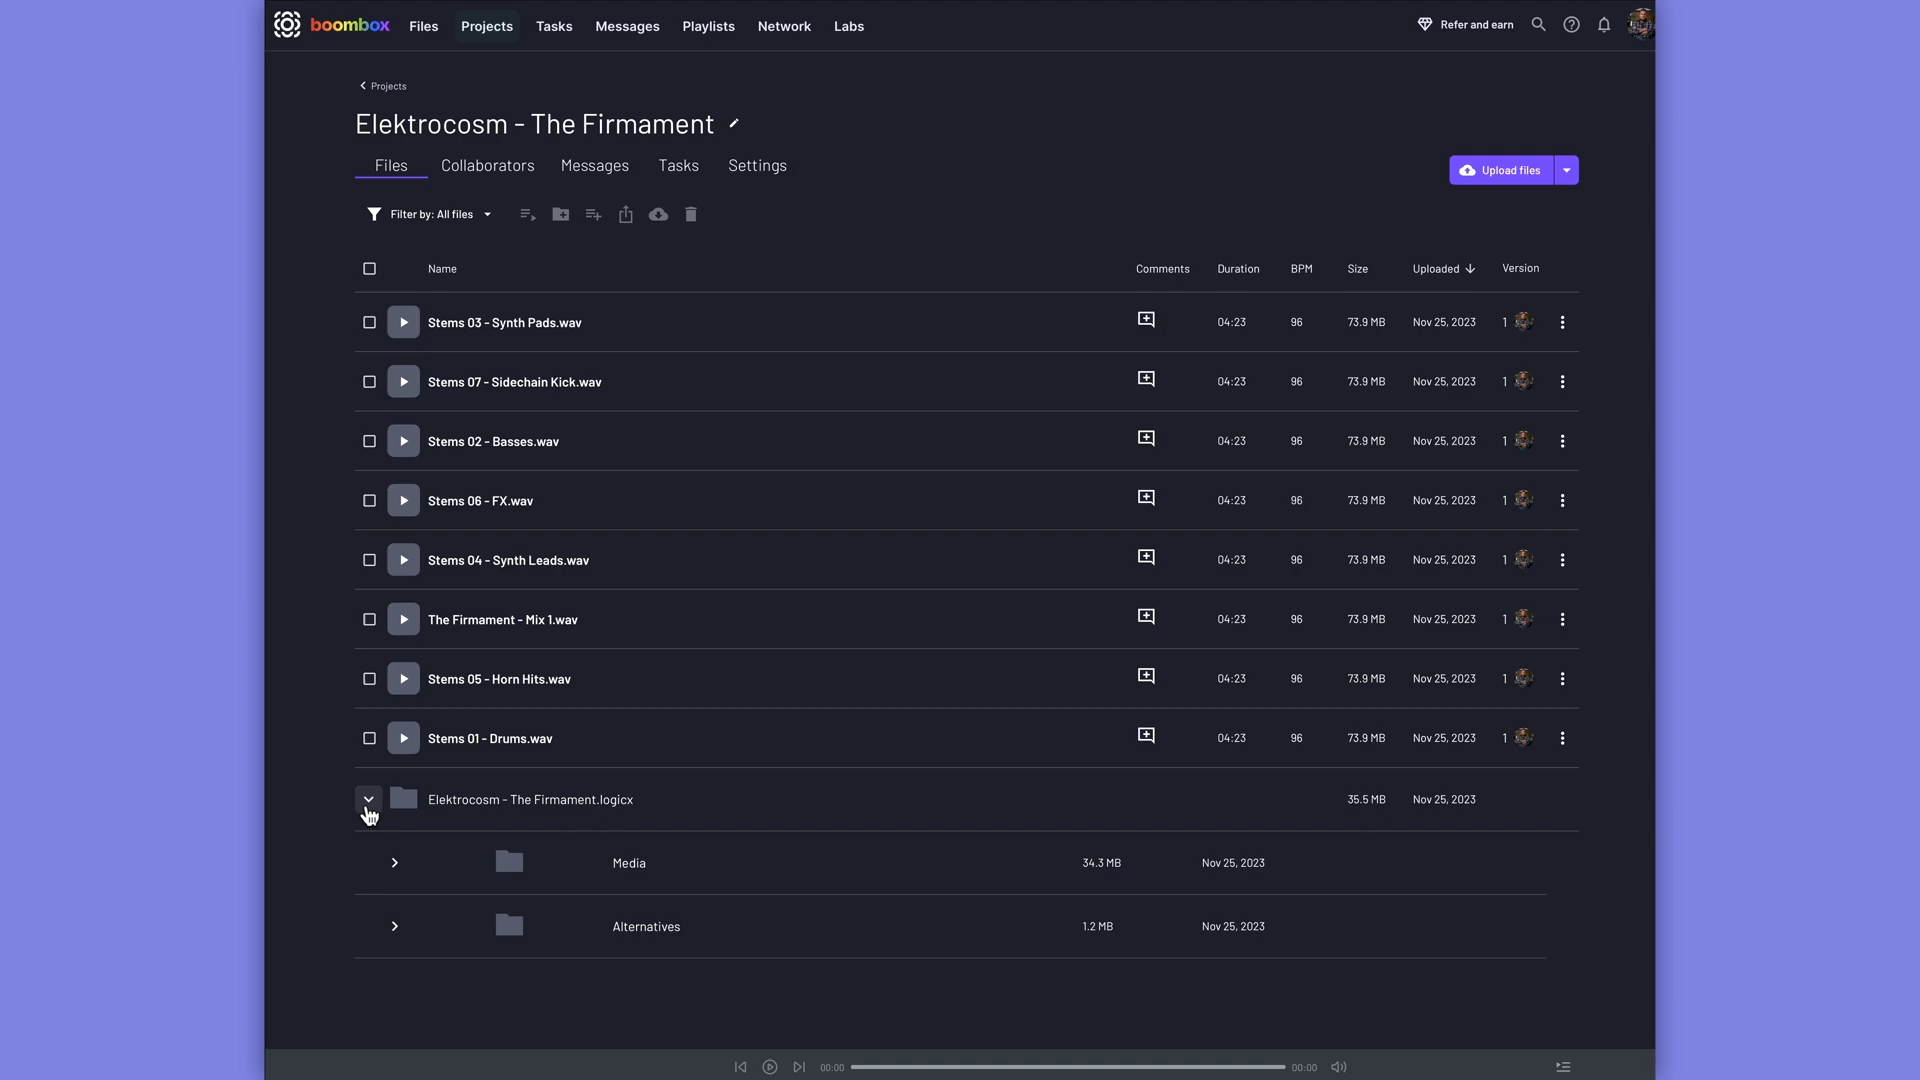 boombox Files Projects Tasks Messages Playlists Network Labs Refer and earn
Projects
Elektrocosm - The Firmament
Files Collaborators Messages Tasks Settings
Upload files
Filter by: All files
Name Comments Duration BPM Size Uploaded Version
Stems 03 - Synth Pads.wav 04:23 96 73.9 MB Nov 25, 2023 1
Stems 07 - Sidechain Kick.wav 04:23 96 73.9 MB Nov 25, 2023 1
Stems 02 - Basses.wav 04:23 96 73.9 MB Nov 25, 2023 1
Stems 06 - FX.wav 04:23 96 73.9 MB Nov 25, 2023 1
Stems 04 - Synth Leads.wav 04:23 96 73.9 MB Nov 25, 2023 1
The Firmament - Mix 1.wav 04:23 96 73.9 MB Nov 25, 2023 1
Stems 05 - Horn Hits.wav 04:23 96 73.9 MB Nov 25, 2023 1
Stems 01 - Drums.wav 04:23 96 73.9 MB Nov 25, 2023 1
Elektrocosm - The Firmament.logicx 35.5 MB Nov 25, 2023
Media 34.3 MB Nov 25, 2023
Alternatives 1.2 MB Nov 25, 2023
00:00 00:00